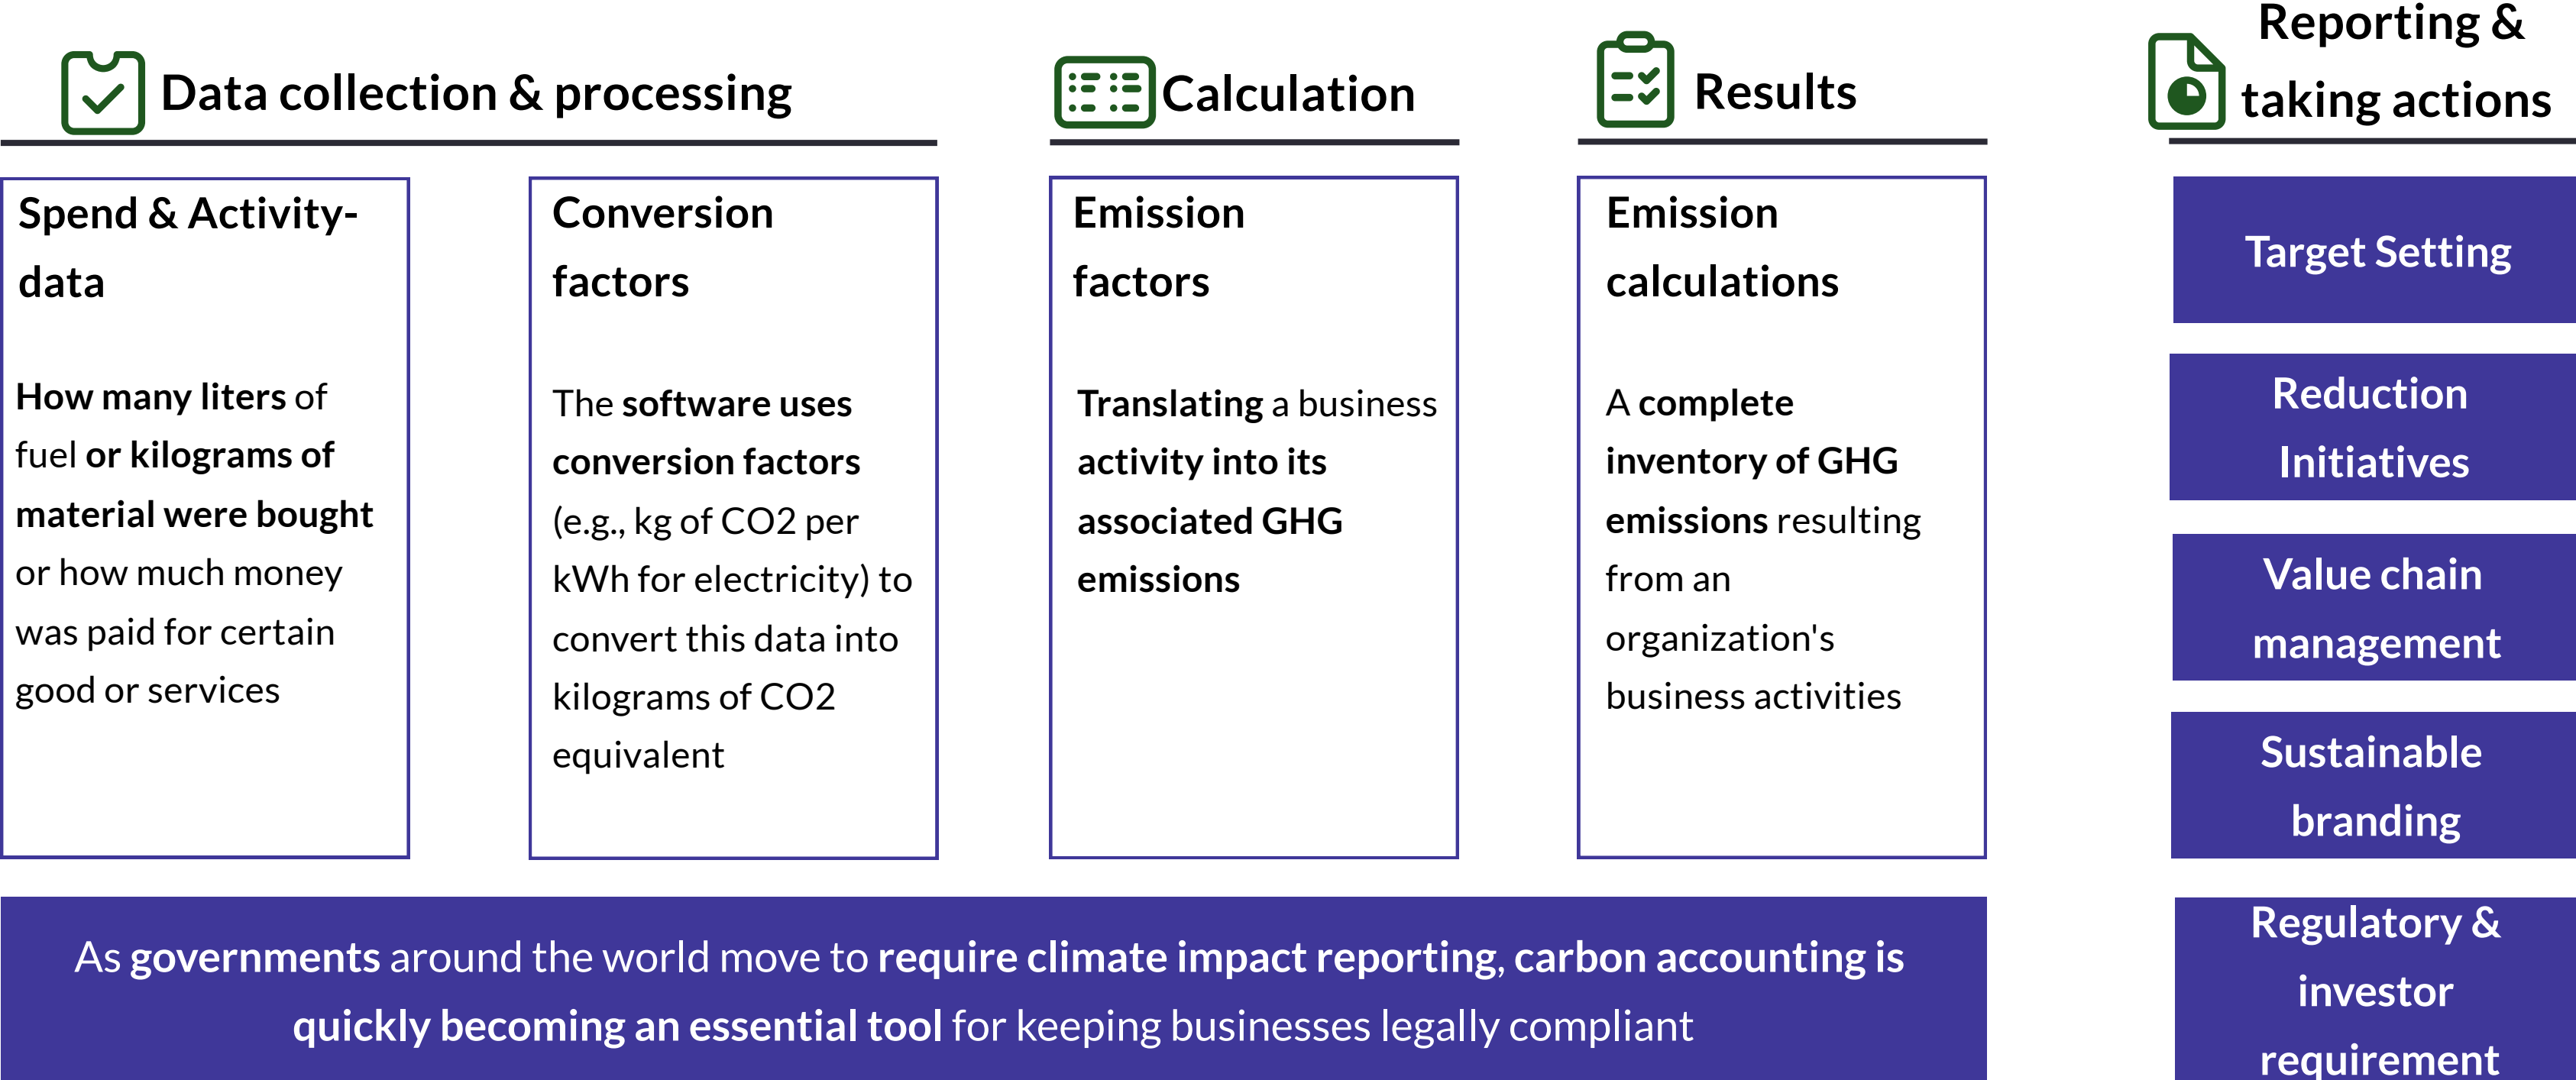 Data collection & processing
Calculation
Results
Reporting &
taking actions
Spend & Activity-
data
How many liters of
fuel or kilograms of
material were bought
or how much money
was paid for certain
good or services
Conversion
factors
The software uses
conversion factors
(e.g., kg of CO2 per
kWh for electricity) to
convert this data into
kilograms of CO2
equivalent
Emission
factors
Translating a business
activity into its
associated GHG
emissions
Emission
calculations
A complete
inventory of GHG
emissions resulting
from an
organization's
business activities
Target Setting
Reduction
Initiatives
Value chain
management
Sustainable
branding
Regulatory &
investor
requirement
As governments around the world move to require climate impact reporting, carbon accounting is
quickly becoming an essential tool for keeping businesses legally compliant